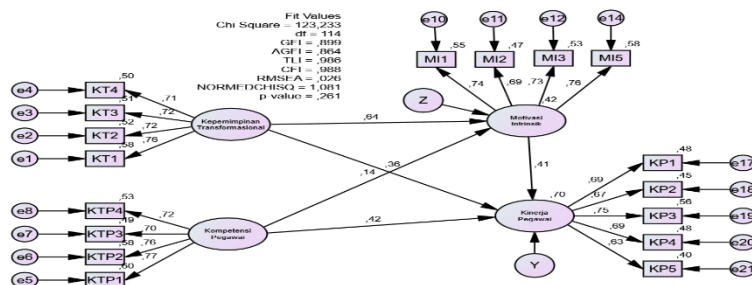 Fit Values
Chi Square = 123,233
df = 114
GFI = ,899
AGFI = ,864
TLI = ,986
CFI = ,988
RMSEA = ,026
NORMEDCHISQ = 1,081
p-value = ,261
e10
e11
e12
e14
,55
,47
,53
,58
MI1
MI2
MI3
MI5
,74
,69
,73
,76
Z
,42
Motivasi
Intrinsik
e4
,50
KT4
,71
e3
,51
KT3
,72
e2
,52
KT2
,72
e1
,58
KT1
,76
Kepemimpinan
Transformasional
,64
,36
,14
,41
,42
e8
,53
KTP4
,72
e7
,49
KTP3
,70
e6
,58
KTP2
,76
e5
,60
KTP1
,77
Kompetensi
Pegawai
,70
Kinerja
Pegawai
Y
,69
,48
KP1
e17
,67
,45
KP2
e18
,75
,56
KP3
e19
,69
,48
KP4
e20
,63
,40
KP5
e21